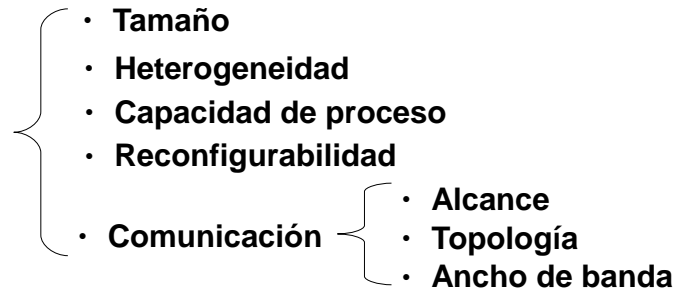 · Tamaño
· Heterogeneidad
· Capacidad de proceso
· Reconfigurabilidad
· Comunicación
· Alcance
· Topología
· Ancho de banda